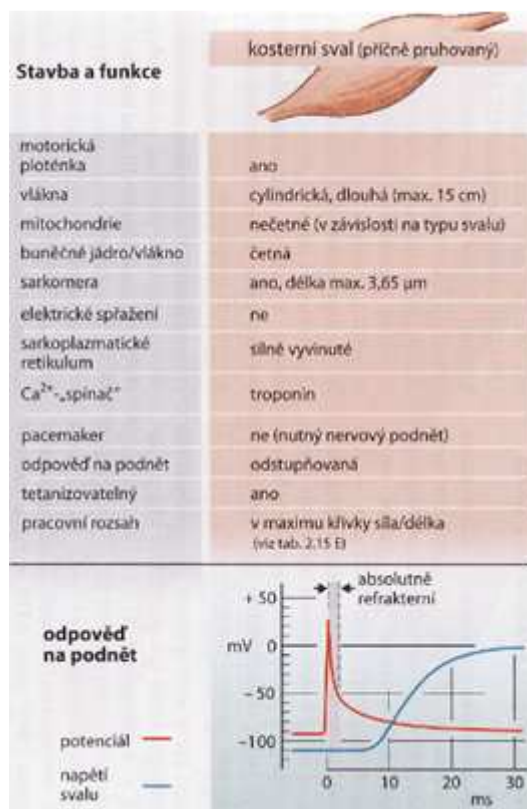 kosterní sval (příčně pruhovaný)
Stavba a funkce
motorická
ploténka
ano
vlákna
cylindrická, dlouhá (max. 15 cm)
mitochondrie
nečetné (v závislosti na typu svalu)
buněčné jádro/vlákno
četná
sarkomera
ano, délka max. 3,65 µm
elektrické spřažení
ne
sarkoplazmatické
retikulum
silně vyvinuté
Ca²⁺-„spínač“
troponin
pacemaker
ne (nutný nervový podnět)
odpověď na podnět
odstupňovaná
tetanizovatelný
ano
pracovní rozsah
v maximu křivky síla/délka
(viz tab. 2.15 E)
odpověď
na podnět
potenciál
napětí
svalu
absolutně
refrakterní
+ 50
mV 0
−50
−100
0 10 20 30
ms